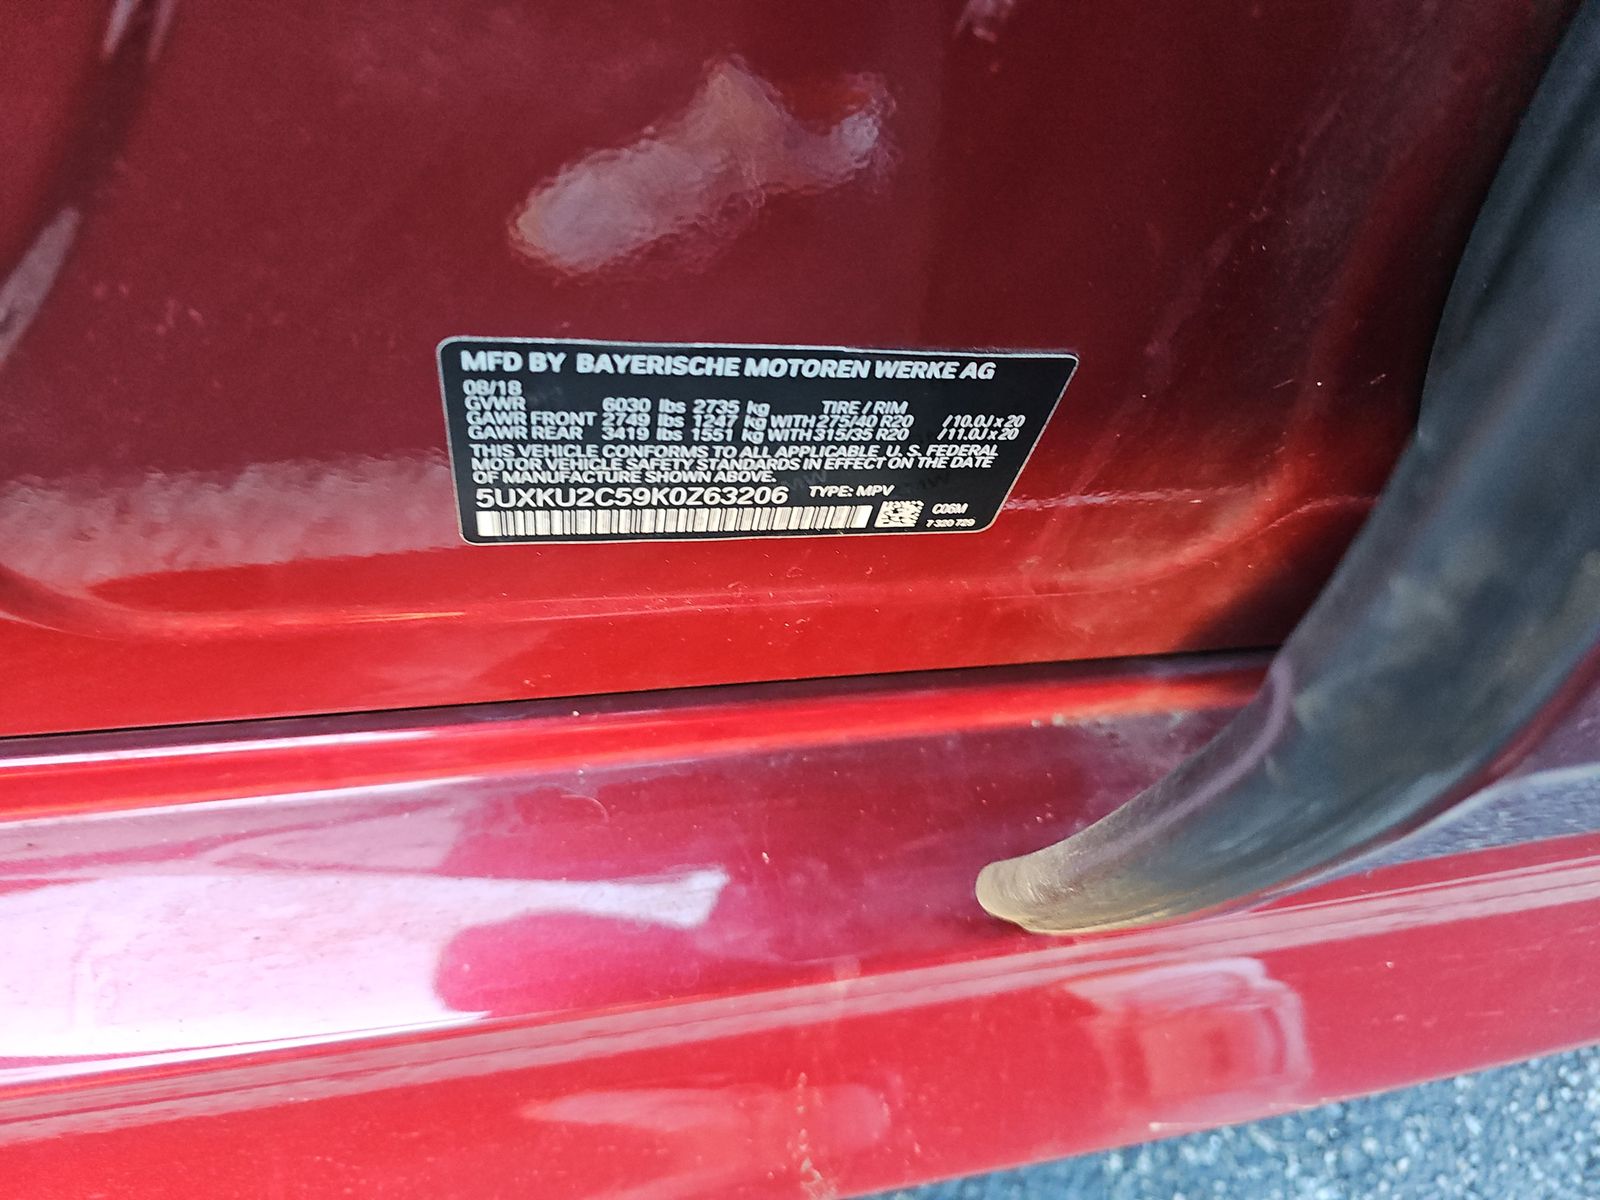 MFD BY BAYERISCHE MOTOREN WERKE AG
08/18
GVWR 6030 lbs 2735 kg TIRE / RIM
GAWR FRONT 2749 lbs 1247 kg WITH 275/40 R20 /10.0J x 20
GAWR REAR 3419 lbs 1551 kg WITH 315/35 R20 /11.0J x 20
THIS VEHICLE CONFORMS TO ALL APPLICABLE U. S. FEDERAL
MOTOR VEHICLE SAFETY STANDARDS IN EFFECT ON THE DATE
OF MANUFACTURE SHOWN ABOVE.
5UXKU2C59K0Z63206 TYPE: MPV
C06M
7 320 729